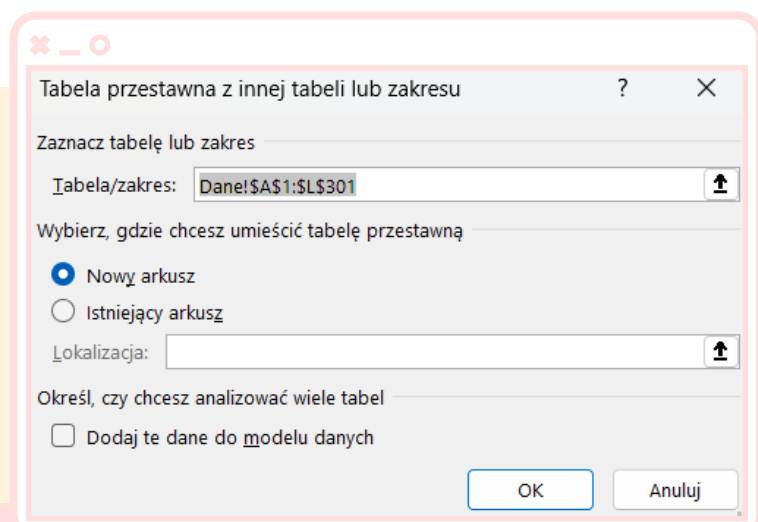 Tabela przestawna z innej tabeli lub zakresu ?
Zaznacz tabelę lub zakres
Tabela/zakres: Dane!$A$1:$L$301
Wybierz, gdzie chcesz umieścić tabelę przestawną
Nowy arkusz
Istniejący arkusz
Lokalizacja:
Określ, czy chcesz analizować wiele tabel
Dodaj te dane do modelu danych
OK Anuluj